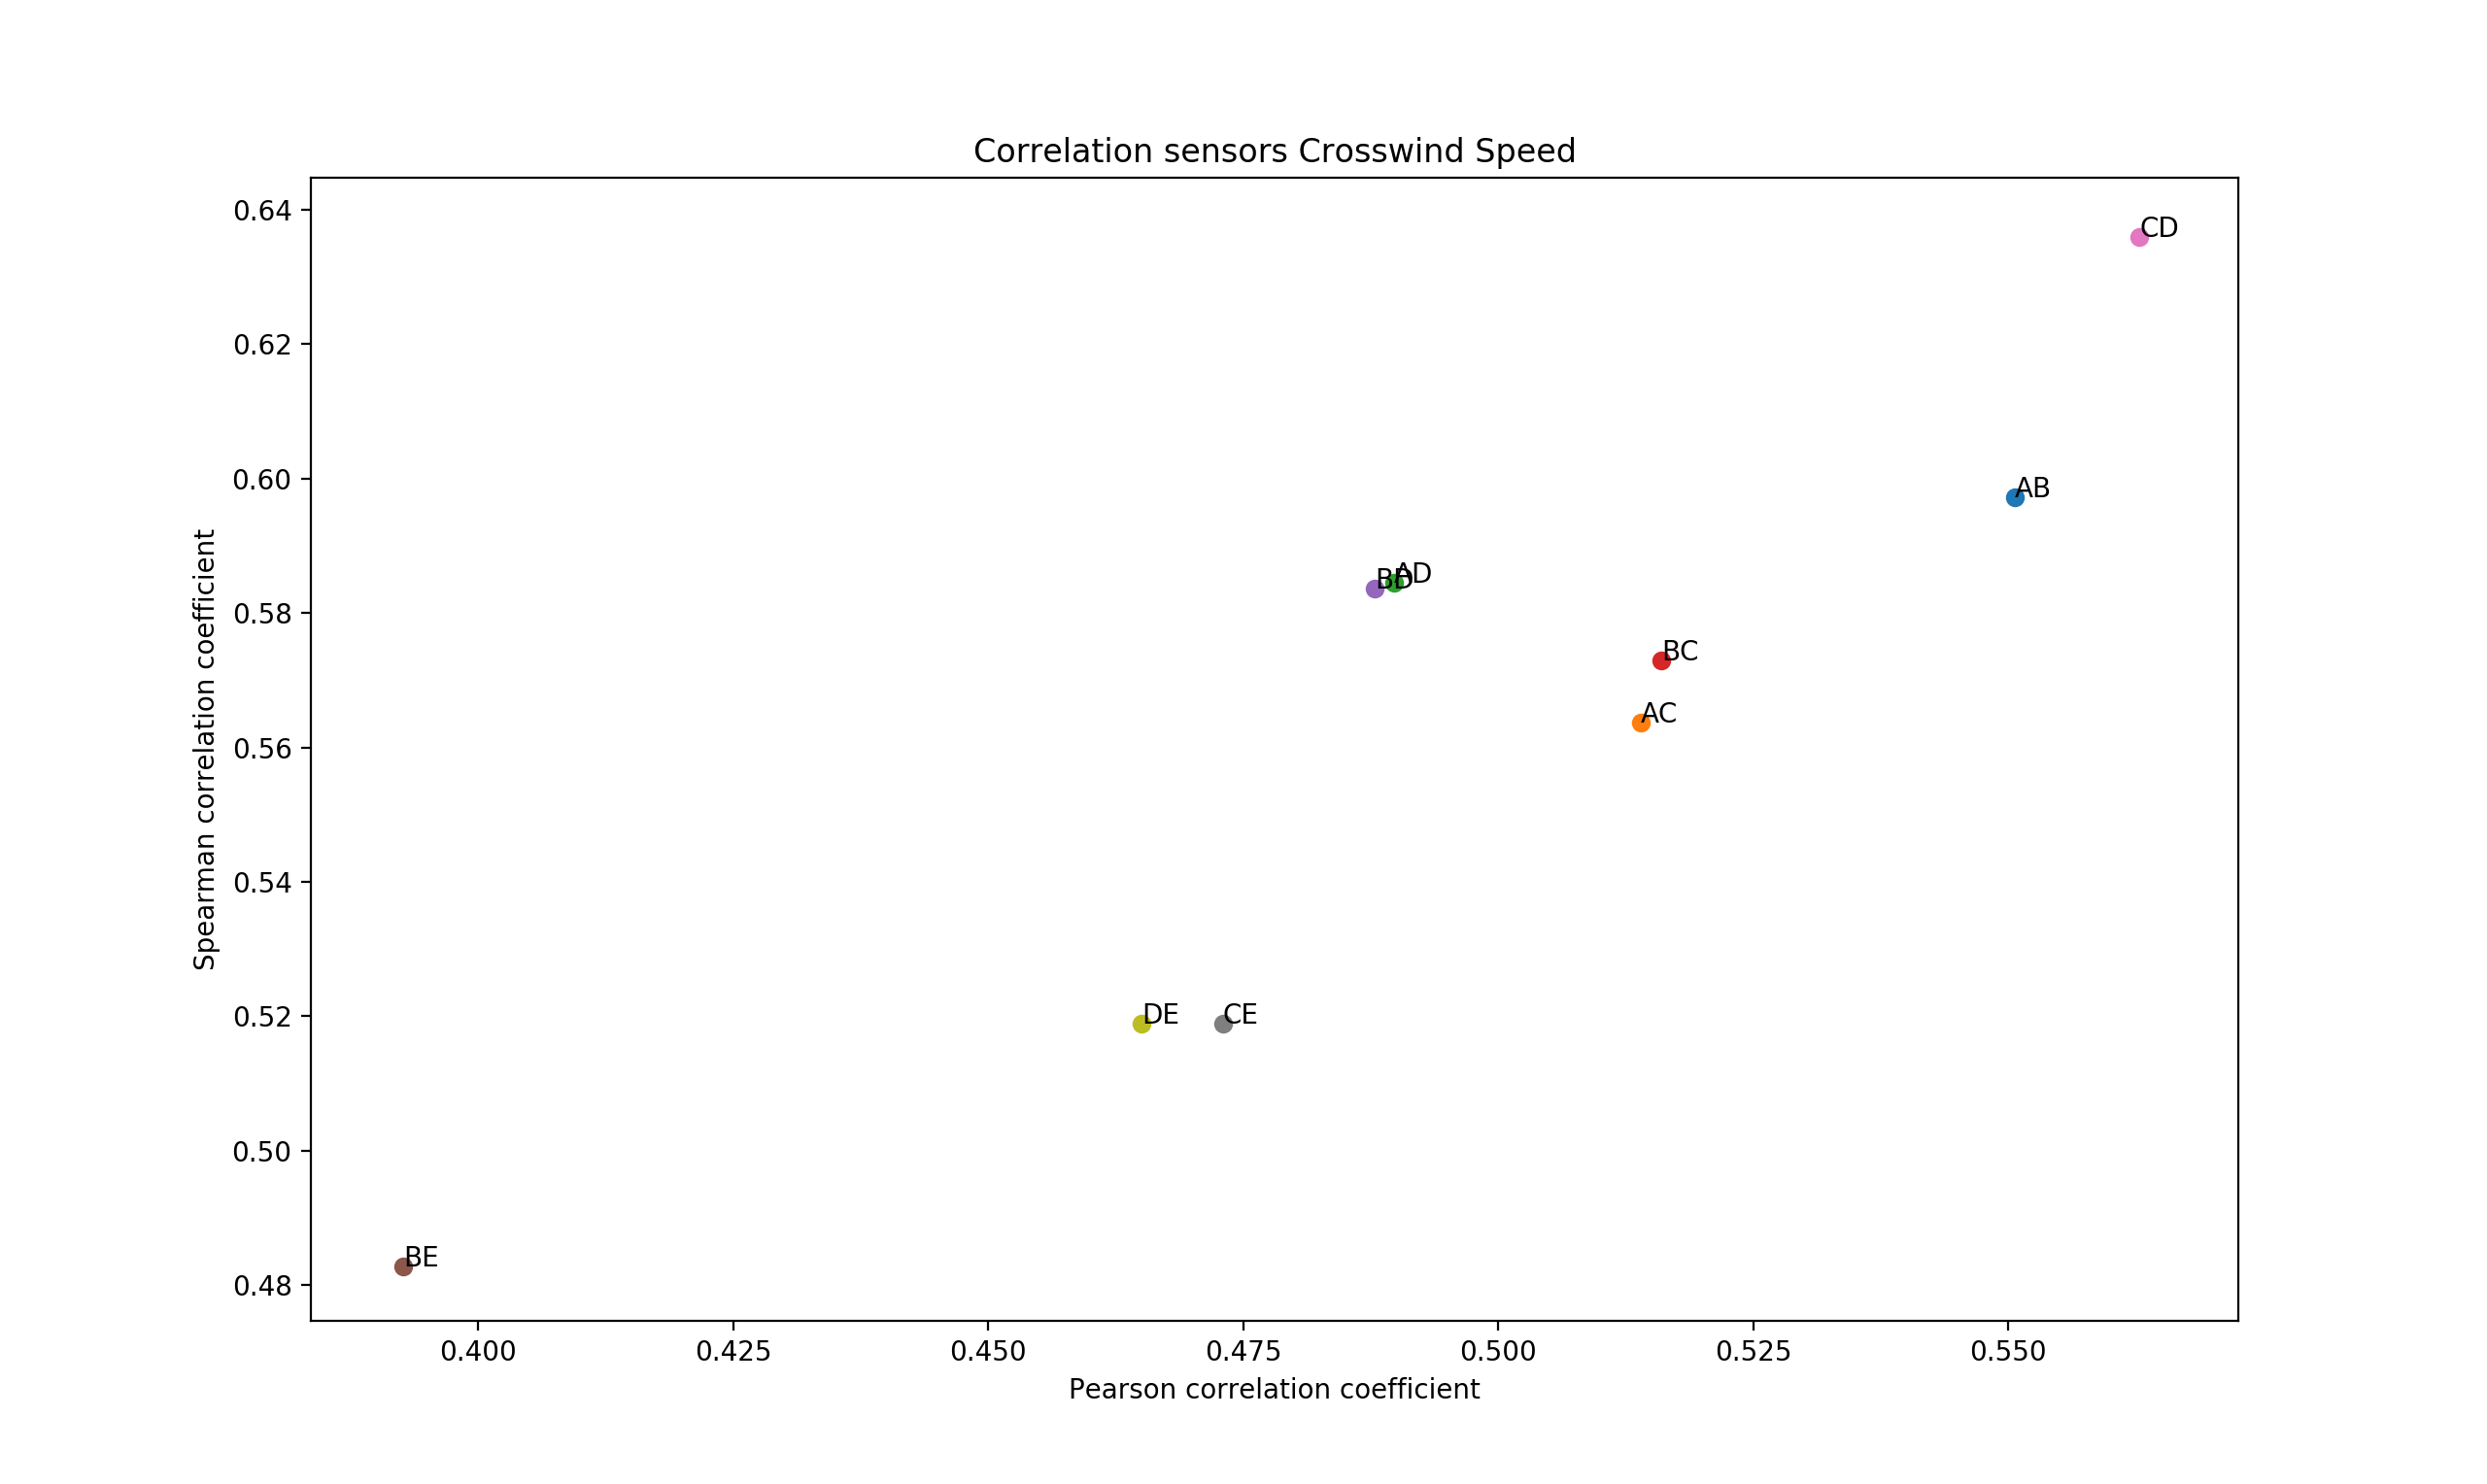 Correlation sensors Crosswind Speed
0.64
CD
0.62
0.60
AB
AD
BD
0.58
BC
AC
0.56
Spearman correlation coefficient
0.54
0.52
DE
CE
0.50
BE
0.48
0.400 0.425 0.450 0.475 0.500 0.525 0.550
Pearson correlation coefficient